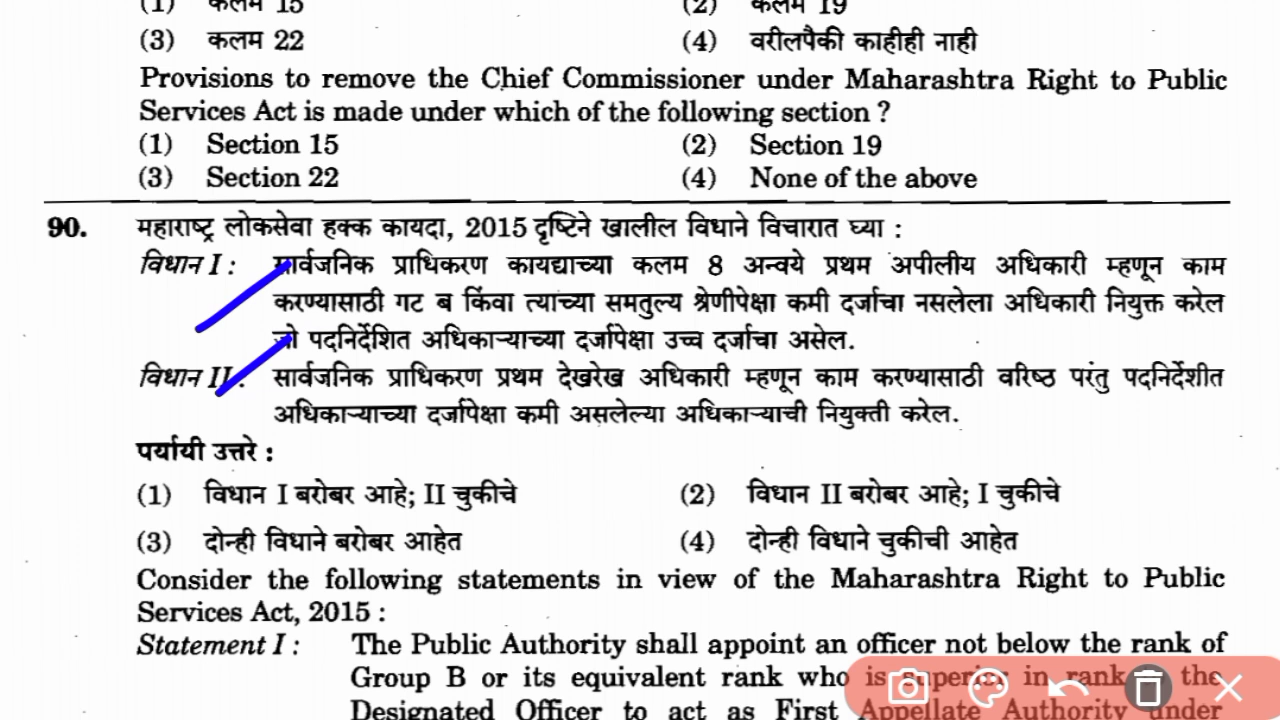 (1) कलम 15 (2) कलम 19
(3) कलम 22 (4) वरीलपैकी काहीही नाही
Provisions to remove the Chief Commissioner under Maharashtra Right to Public
Services Act is made under which of the following section ?
(1) Section 15 (2) Section 19
(3) Section 22 (4) None of the above
90. महाराष्ट्र लोकसेवा हक्क कायदा, 2015 दृष्टिने खालील विधाने विचारात घ्या :
विधान I : सार्वजनिक प्राधिकरण कायद्याच्या कलम 8 अन्वये प्रथम अपीलीय अधिकारी म्हणून काम
करण्यासाठी गट ब किंवा त्याच्या समतुल्य श्रेणीपेक्षा कमी दर्जाचा नसलेला अधिकारी नियुक्त करेल
जो पदनिर्देशित अधिकाऱ्याच्या दर्जापेक्षा उच्च दर्जाचा असेल.
विधान II : सार्वजनिक प्राधिकरण प्रथम देखरेख अधिकारी म्हणून काम करण्यासाठी वरिष्ठ परंतु पदनिर्देशीत
अधिकाऱ्याच्या दर्जापेक्षा कमी असलेल्या अधिकाऱ्याची नियुक्ती करेल.
पर्यायी उत्तरे :
(1) विधान I बरोबर आहे; II चुकीचे (2) विधान II बरोबर आहे; I चुकीचे
(3) दोन्ही विधाने बरोबर आहेत (4) दोन्ही विधाने चुकीची आहेत
Consider the following statements in view of the Maharashtra Right to Public
Services Act, 2015 :
Statement I : The Public Authority shall appoint an officer not below the rank of
Group B or its equivalent rank who is superior in rank to the
Designated Officer to act as First Appellate Authority under